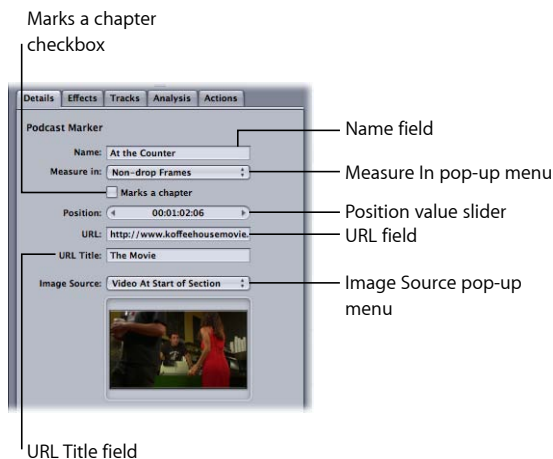 Marks a chapter
checkbox
Details Effects Tracks Analysis Actions
Podcast Marker
Name field
Name: At the Counter
Measure in: Non-drop Frames
Measure In pop-up menu
Marks a chapter
Position: 00:01:02:06
Position value slider
URL: http://www.koffeehousemovie.
URL field
URL Title: The Movie
Image Source: Video At Start of Section
Image Source pop-up
menu
URL Title field